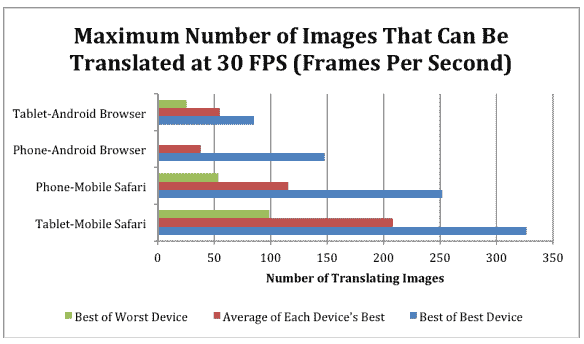 Maximum Number of Images That Can Be
Translated at 30 FPS (Frames Per Second)
Tablet-Android Browser
Phone-Android Browser
Phone-Mobile Safari
Tablet-Mobile Safari
0 50 100 150 200 250 300 350
Number of Translating Images
Best of Worst Device Average of Each Device's Best Best of Best Device